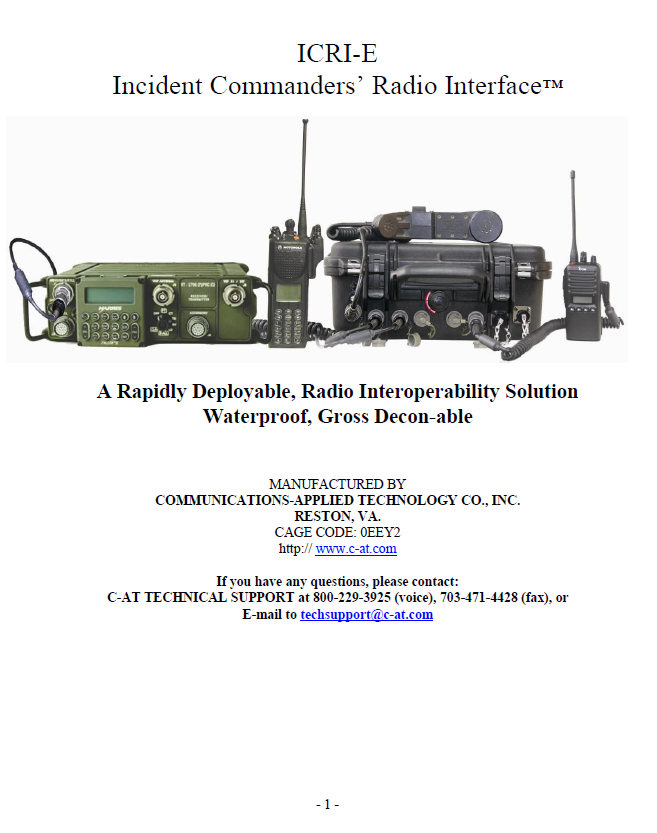 ICRI-E
Incident Commanders’ Radio Interface™
HARRIS
MOTOROLA
A Rapidly Deployable, Radio Interoperability Solution
Waterproof, Gross Decon-able
MANUFACTURED BY
COMMUNICATIONS-APPLIED TECHNOLOGY CO., INC.
RESTON, VA.
CAGE CODE: 0EEY2
http:// www.c-at.com
If you have any questions, please contact:
C-AT TECHNICAL SUPPORT at 800-229-3925 (voice), 703-471-4428 (fax), or
E-mail to techsupport@c-at.com
- 1 -